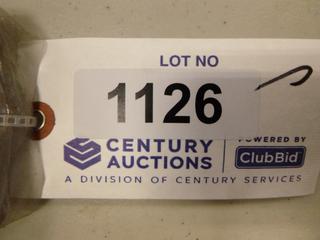 LOT NO
1126
CENTURY
AUCTIONS
POWERED BY
ClubBid
A DIVISION OF CENTURY SERVICES